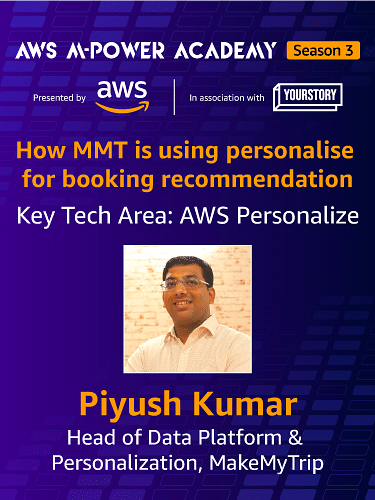 AWS M-POWER ACADEMY Season 3
Presented by aws In association with YOURSTORY
How MMT is using personalise
for booking recommendation
Key Tech Area: AWS Personalize
Piyush Kumar
Head of Data Platform &
Personalization, MakeMyTrip